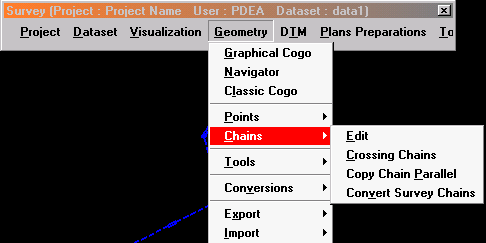 Survey (Project : Project Name   User : PDEA   Dataset : data1)
Project Dataset Visualization Geometry DTM Plans Preparations
Graphical Cogo
Navigator
Classic Cogo
Points
Chains
Edit
Crossing Chains
Tools
Copy Chain Parallel
Conversions
Convert Survey Chains
Export
Import